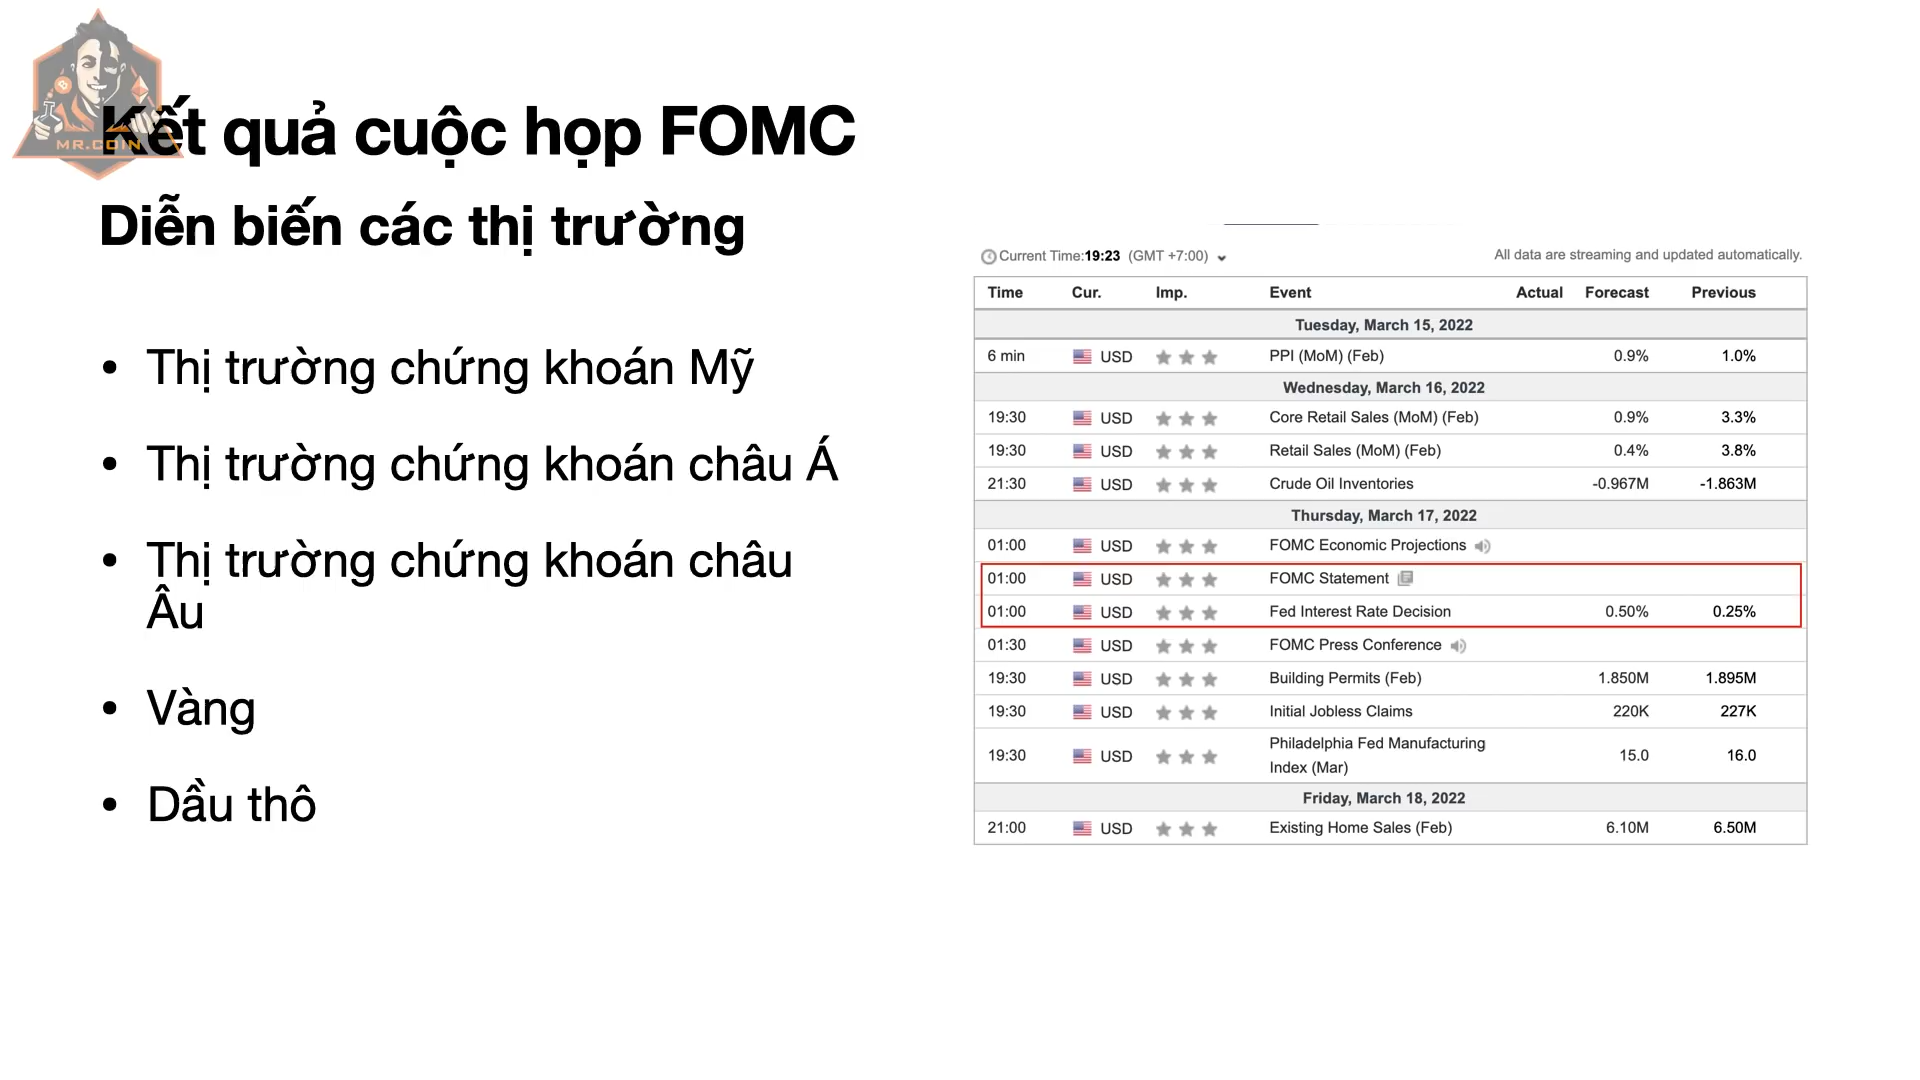 MR.COIN
Kết quả cuộc họp FOMC
Diễn biến các thị trường
• Thị trường chứng khoán Mỹ
• Thị trường chứng khoán châu Á
• Thị trường chứng khoán châu
Âu
• Vàng
• Dầu thô
Current Time:19:23 (GMT +7:00) All data are streaming and updated automatically.
Time Cur. Imp. Event Actual Forecast Previous
Tuesday, March 15, 2022
6 min USD PPI (MoM) (Feb) 0.9% 1.0%
Wednesday, March 16, 2022
19:30 USD Core Retail Sales (MoM) (Feb) 0.9% 3.3%
19:30 USD Retail Sales (MoM) (Feb) 0.4% 3.8%
21:30 USD Crude Oil Inventories -0.967M -1.863M
Thursday, March 17, 2022
01:00 USD FOMC Economic Projections
01:00 USD FOMC Statement
01:00 USD Fed Interest Rate Decision 0.50% 0.25%
01:30 USD FOMC Press Conference
19:30 USD Building Permits (Feb) 1.850M 1.895M
19:30 USD Initial Jobless Claims 220K 227K
19:30 USD Philadelphia Fed Manufacturing
Index (Mar) 15.0 16.0
Friday, March 18, 2022
21:00 USD Existing Home Sales (Feb) 6.10M 6.50M